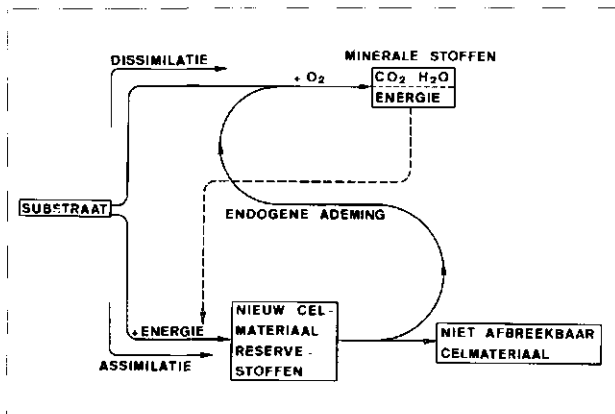 DISSIMILATIE
MINERALE STOFFEN
+ O₂
CO₂ H₂O
ENERGIE
SUBSTRAAT
ENDOGENE ADEMING
+ ENERGIE
NIEUW CEL-
MATERIAAL
RESERVE-
STOFFEN
NIET AFBREEKBAAR
CELMATERIAAL
ASSIMILATIE